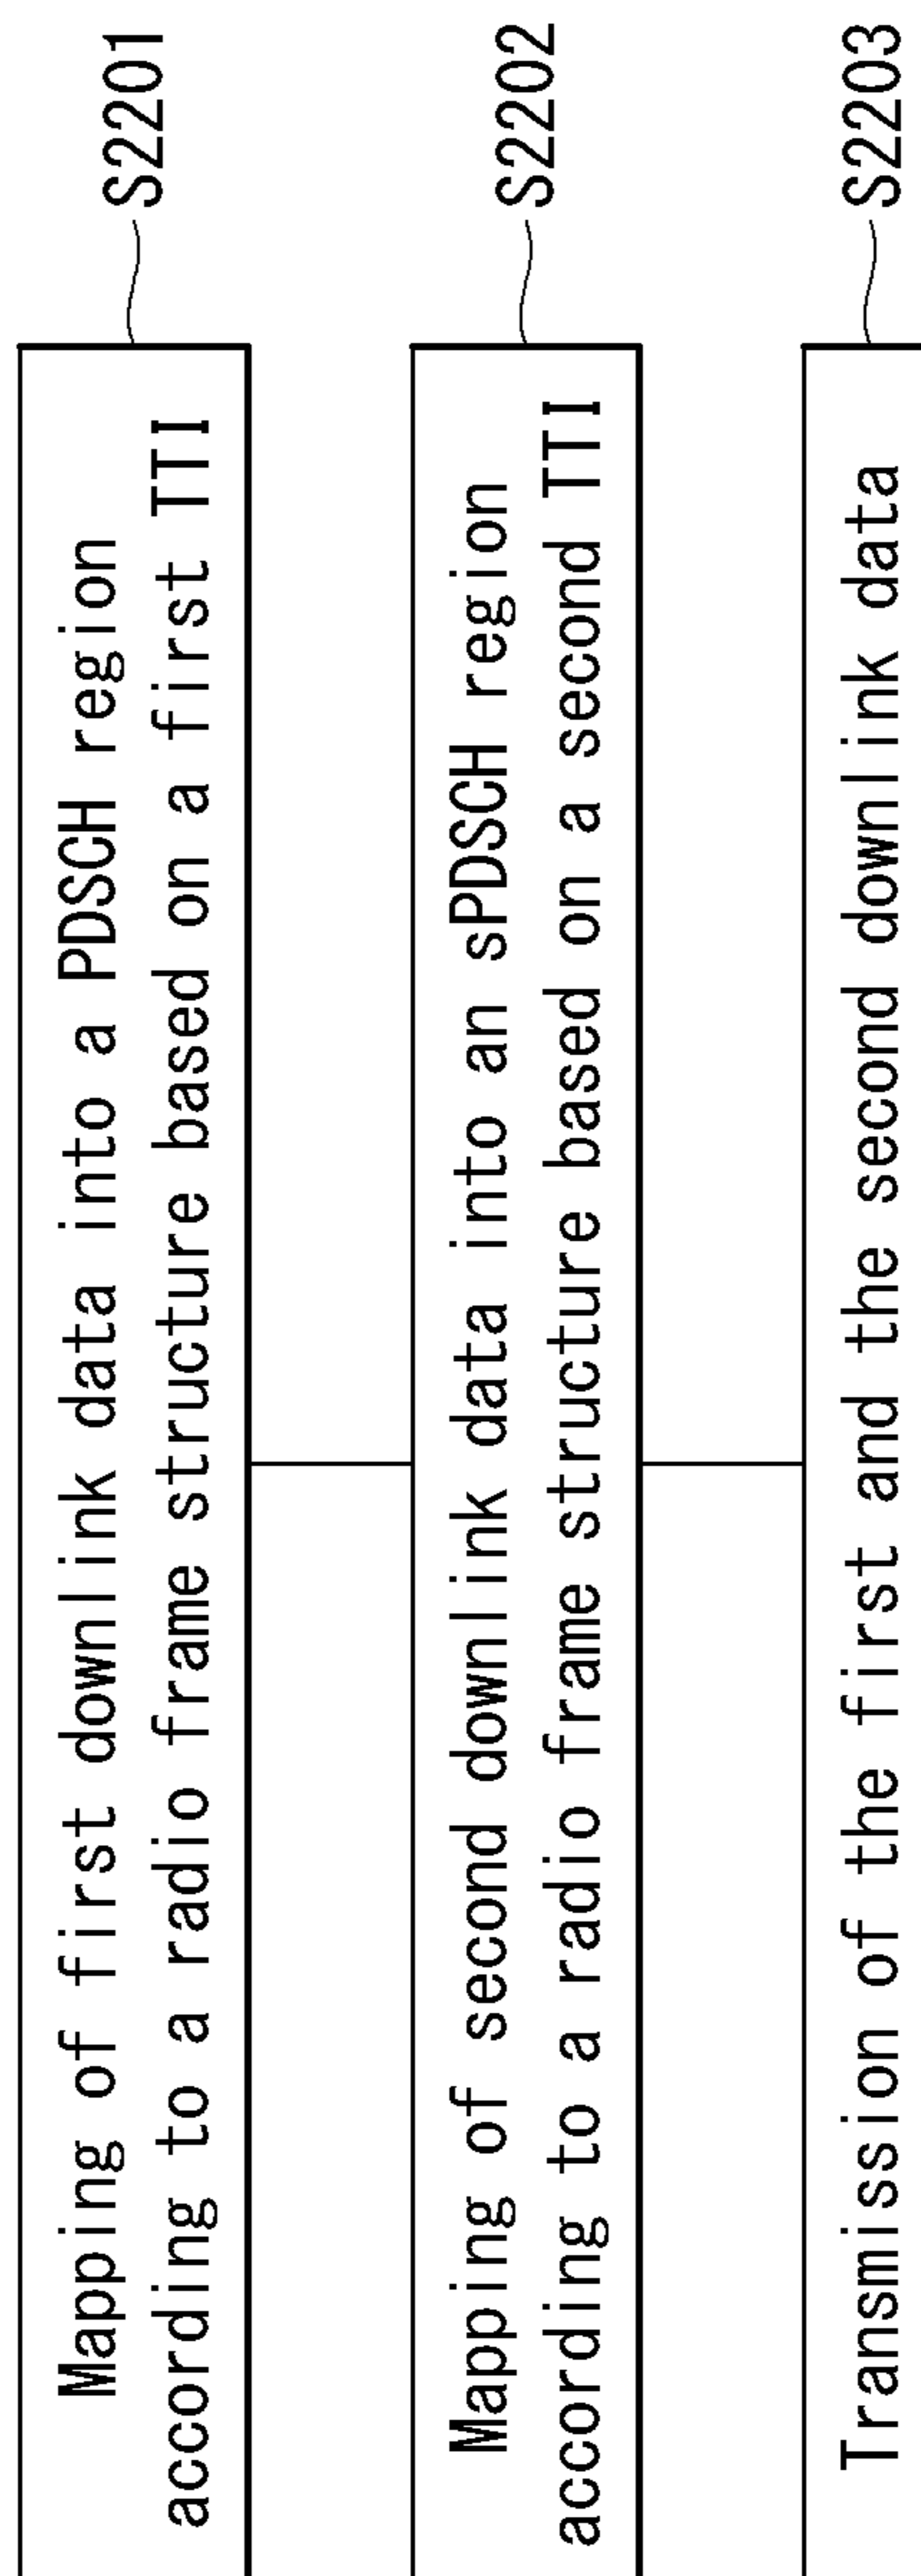 Mapping of first downlink data into a PDSCH region
according to a radio frame structure based on a first TTI
S2201
Mapping of second downlink data into an sPDSCH region
according to a radio frame structure based on a second TTI
S2202
Transmission of the first and the second downlink data
S2203